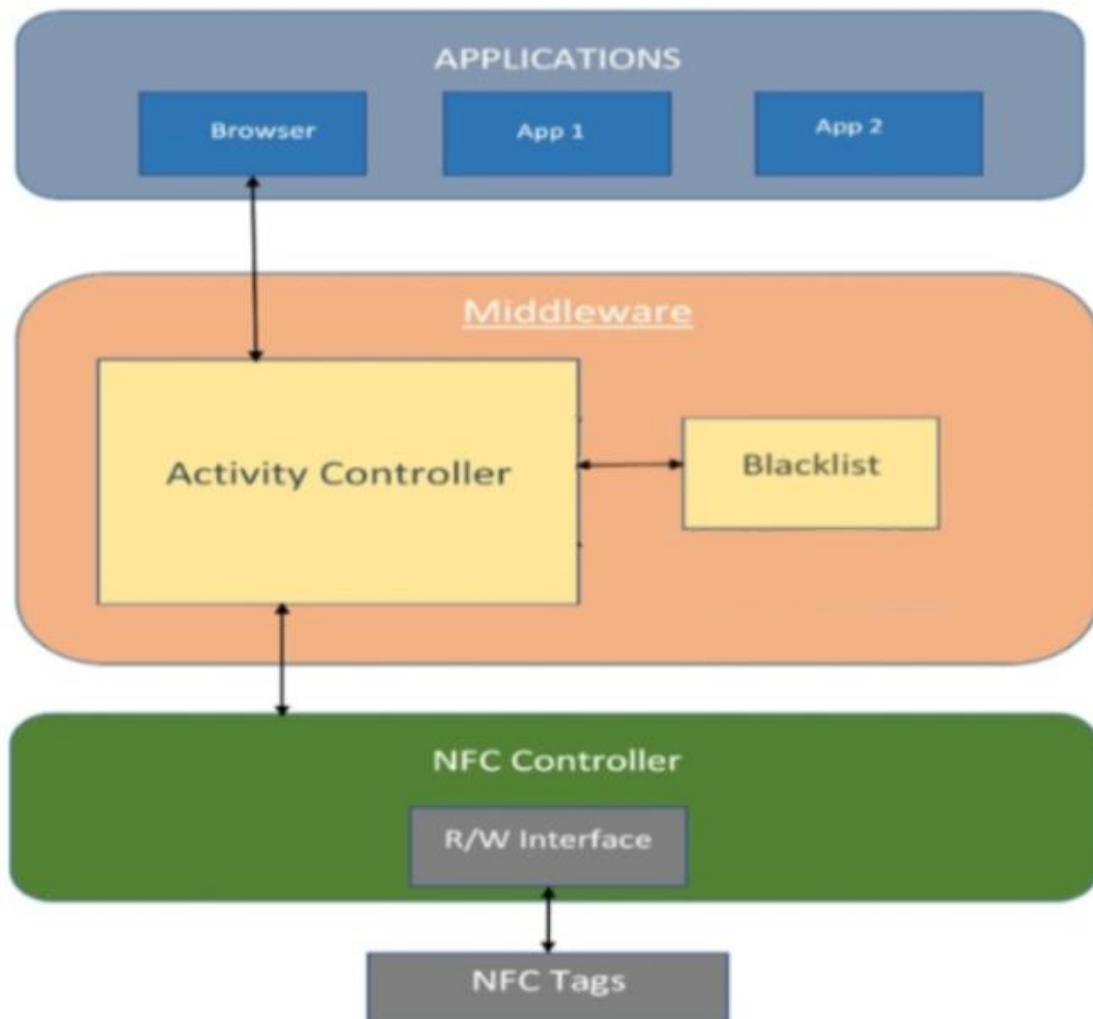 APPLICATIONS
Browser
App 1
App 2
Middleware
Activity Controller
Blacklist
NFC Controller
R/W Interface
NFC Tags